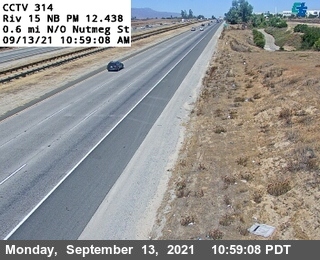 CCTV 314
Riv 15 NB PM 12.438
0.6 mi N/O Nutmeg St
09/13/21 10:59:08 AM
Monday, September 13, 2021 10:59:08 PDT